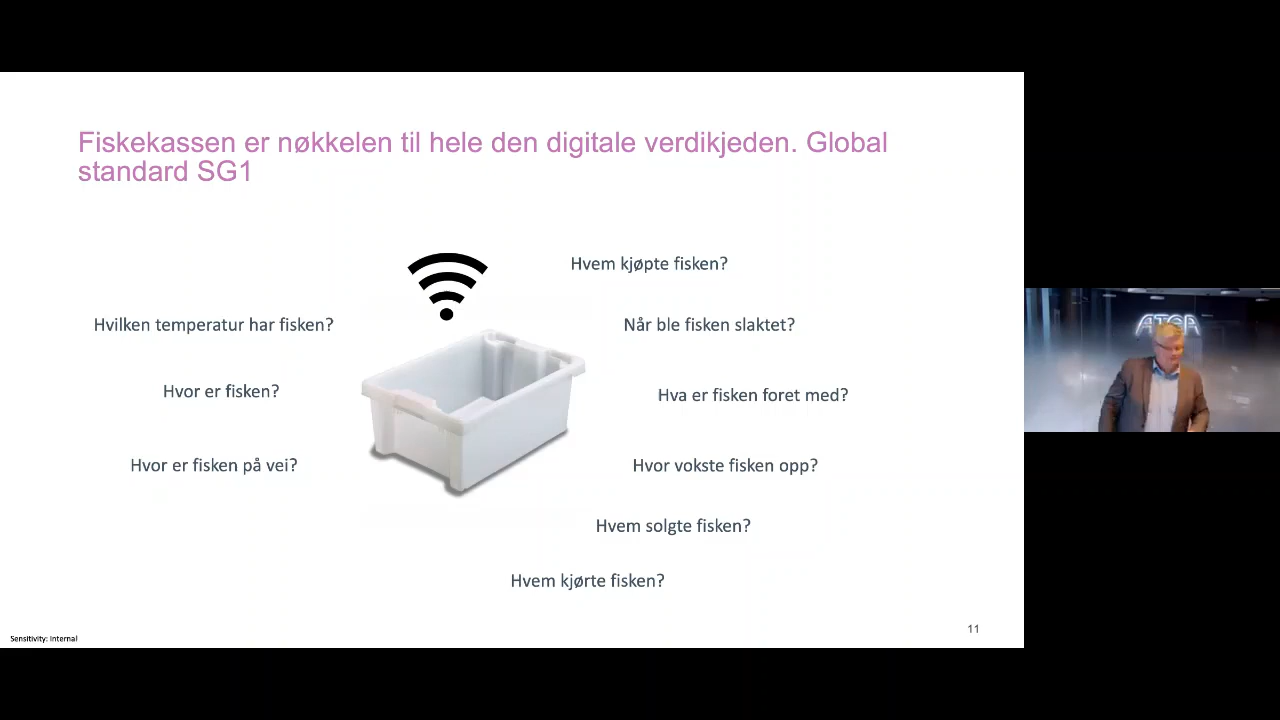 Fiskekassen er nøkkelen til hele den digitale verdikjeden. Global
standard SG1
Hvem kjøpte fisken?
Hvilken temperatur har fisken?
Når ble fisken slaktet?
Hvor er fisken?
Hva er fisken foret med?
Hvor er fisken på vei?
Hvor vokste fisken opp?
Hvem solgte fisken?
Hvem kjørte fisken?
Sensitivity: Internal
11